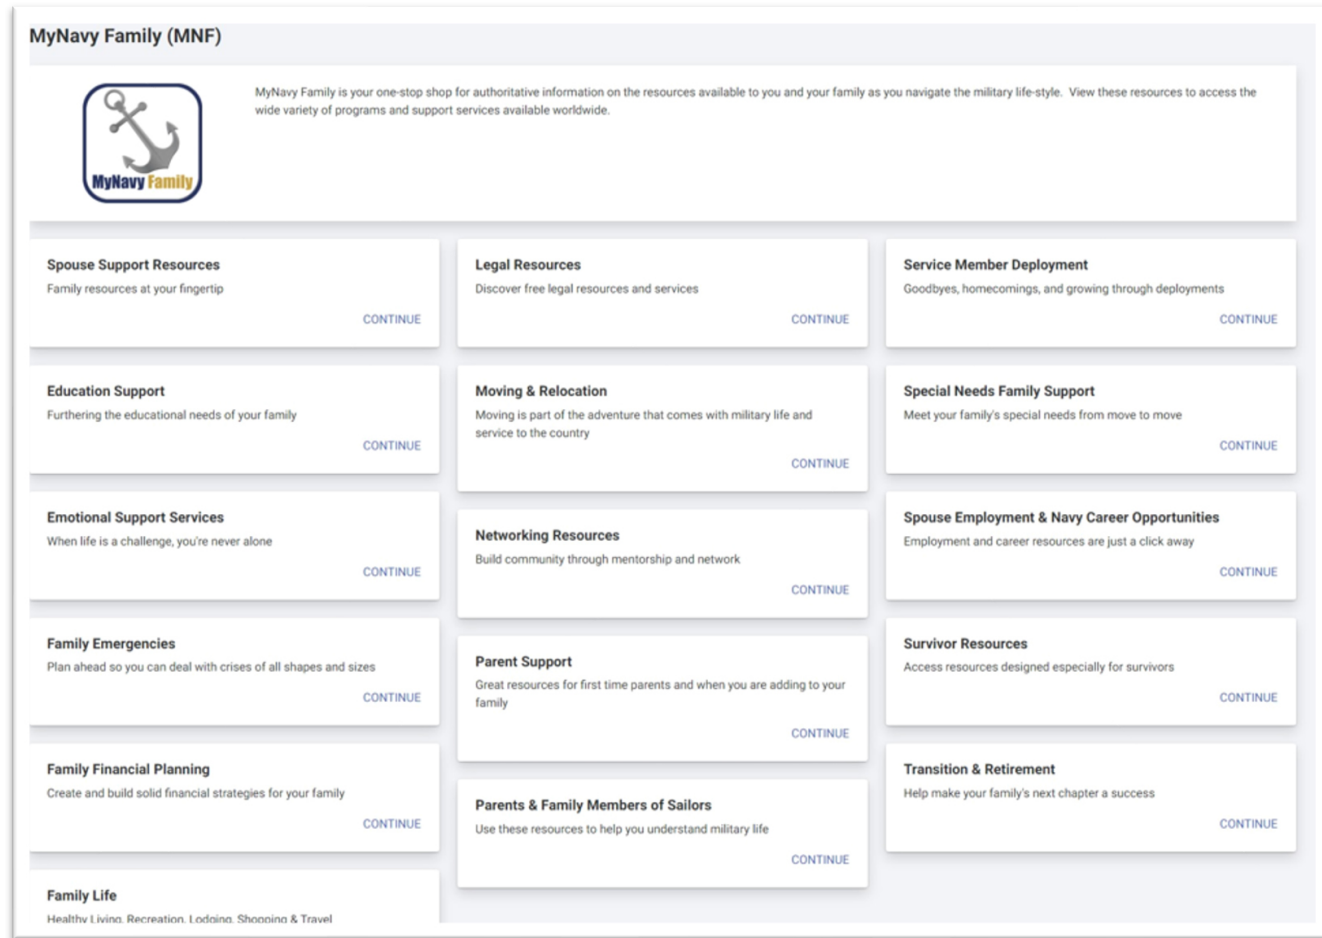 MyNavy Family (MNF)
MyNavy Family
MyNavy Family is your one-stop shop for authoritative information on the resources available to you and your family as you navigate the military life-style. View these resources to access the
wide variety of programs and support services available worldwide.
Spouse Support Resources
Family resources at your fingertip
CONTINUE
Education Support
Furthering the educational needs of your family
CONTINUE
Emotional Support Services
When life is a challenge, you're never alone
CONTINUE
Family Emergencies
Plan ahead so you can deal with crises of all shapes and sizes
CONTINUE
Family Financial Planning
Create and build solid financial strategies for your family
CONTINUE
Family Life
Healthy Living, Recreation, Lodging, Shopping & Travel
Legal Resources
Discover free legal resources and services
CONTINUE
Moving & Relocation
Moving is part of the adventure that comes with military life and
service to the country
CONTINUE
Networking Resources
Build community through mentorship and network
CONTINUE
Parent Support
Great resources for first time parents and when you are adding to your
family
CONTINUE
Parents & Family Members of Sailors
Use these resources to help you understand military life
CONTINUE
Service Member Deployment
Goodbyes, homecomings, and growing through deployments
CONTINUE
Special Needs Family Support
Meet your family's special needs from move to move
CONTINUE
Spouse Employment & Navy Career Opportunities
Employment and career resources are just a click away
CONTINUE
Survivor Resources
Access resources designed especially for survivors
CONTINUE
Transition & Retirement
Help make your family's next chapter a success
CONTINUE